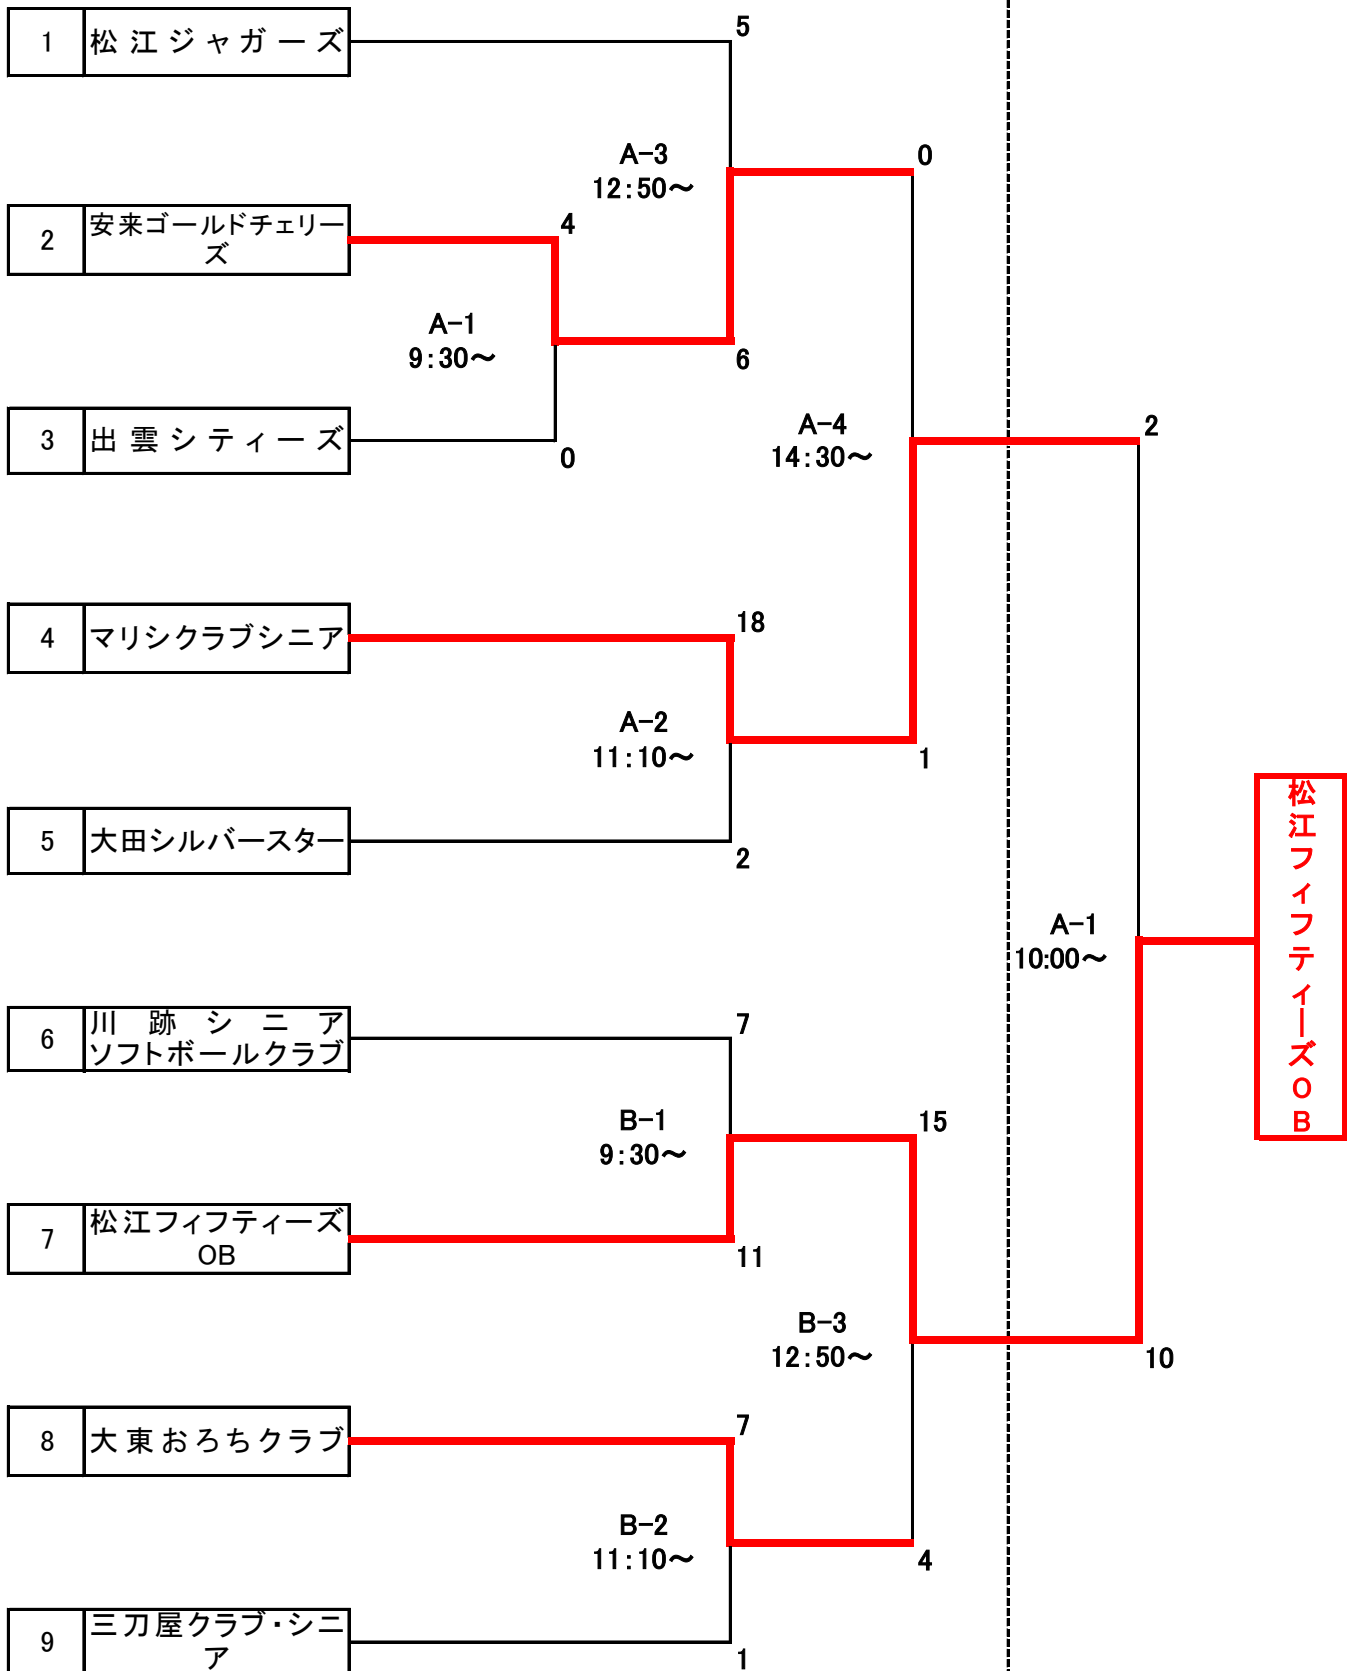 1 松江ジャガーズ
5
A-3
12:50～
0
2 安来ゴールドチェリー
ズ
4
A-1
9:30～
6
3 出雲シティーズ
0
A-4
14:30～
2
4 マリシクラブシニア
18
A-2
11:10～
1
5 大田シルバースター
2
松江フィフティーズOB
A-1
10:00～
6 川跡シニア
ソフトボールクラブ
7
B-1
9:30～
15
7 松江フィフティーズ
OB
11
B-3
12:50～
10
8 大東おろちクラブ
7
B-2
11:10～
4
9 三刀屋クラブ・シニ
ア
1